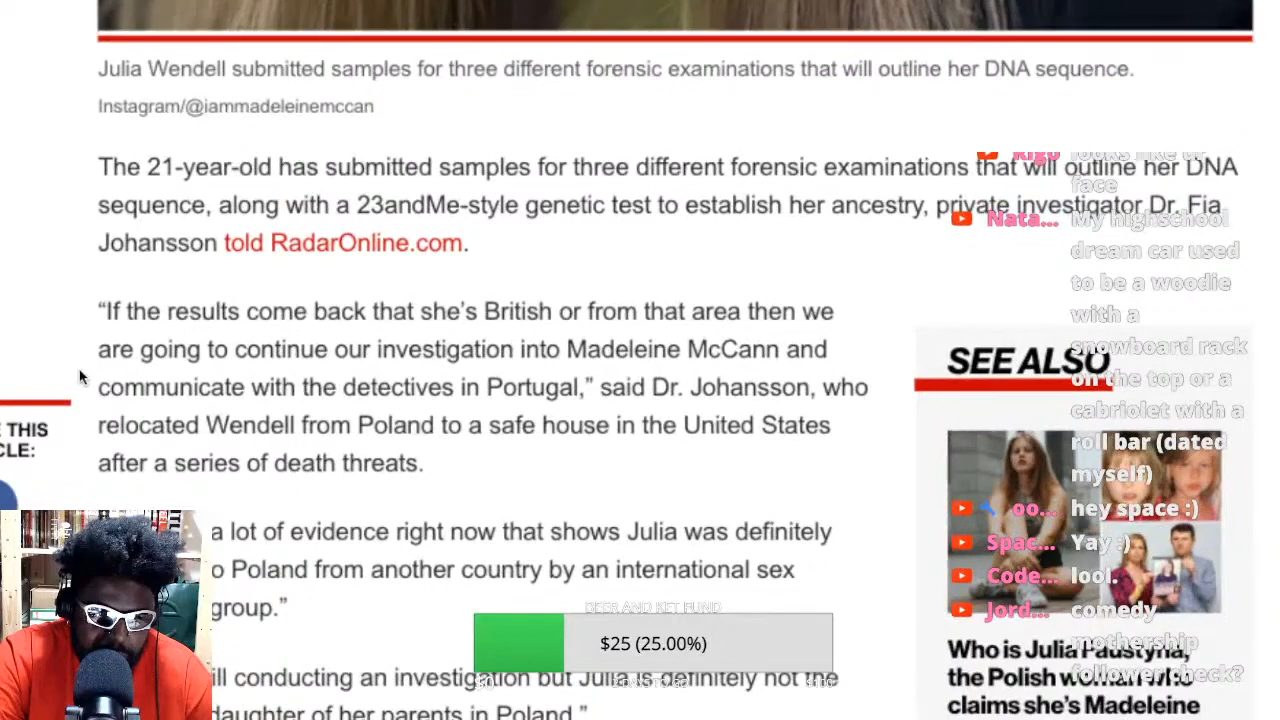 Julia Wendell submitted samples for three different forensic examinations that will outline her DNA sequence.
Instagram/@iammadeleinemccan
The 21-year-old has submitted samples for three different forensic examinations that will outline her DNA
sequence, along with a 23andMe-style genetic test to establish her ancestry, private investigator Dr. Fia
Johansson told RadarOnline.com.
“If the results come back that she’s British or from that area then we
are going to continue our investigation into Madeleine McCann and
communicate with the detectives in Portugal,” said Dr. Johansson, who
relocated Wendell from Poland to a safe house in the United States
after a series of death threats.
a lot of evidence right now that shows Julia was definitely
o Poland from another country by an international sex
group.”
ill conducting an investigation but Julia is definitely not the
daughter of her parents in Poland.”
E THIS
CLE:
BEER AND KET FUND
$25 (25.00%)
SEE ALSO
Who is Julia Faustyna,
the Polish woman who
claims she’s Madeleine
Rigo looks like ur
face
Nata... My highschool
dream car used
to be a woodie
with a
snowboard rack
on the top or a
cabriolet with a
roll bar (dated
myself)
oo... hey space :)
Spac... Yay :)
Code... lool.
Jord... comedy
mothership
follower check?